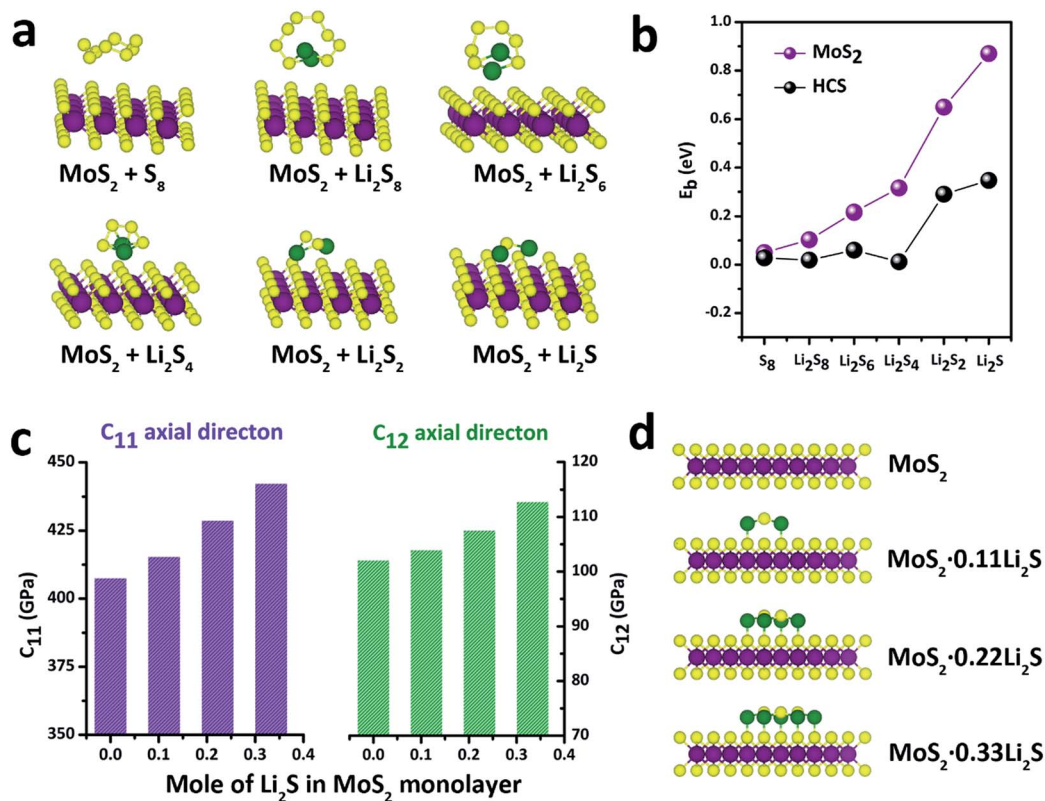 a
MoS2 + S8
MoS2 + Li2S8
MoS2 + Li2S6
MoS2 + Li2S4
MoS2 + Li2S2
MoS2 + Li2S
b
MoS2
HCS
Eb (eV)
1.0
0.8
0.6
0.4
0.2
0.0
-0.2
S8 Li2S8 Li2S6 Li2S4 Li2S2 Li2S
c
C11 axial directon
C11 (GPa)
450
425
400
375
350
0.0 0.1 0.2 0.3 0.4
C12 axial directon
120
110
100
90
80
70
C12 (GPa)
0.0 0.1 0.2 0.3 0.4
Mole of Li2S in MoS2 monolayer
d
MoS2
MoS2·0.11Li2S
MoS2·0.22Li2S
MoS2·0.33Li2S